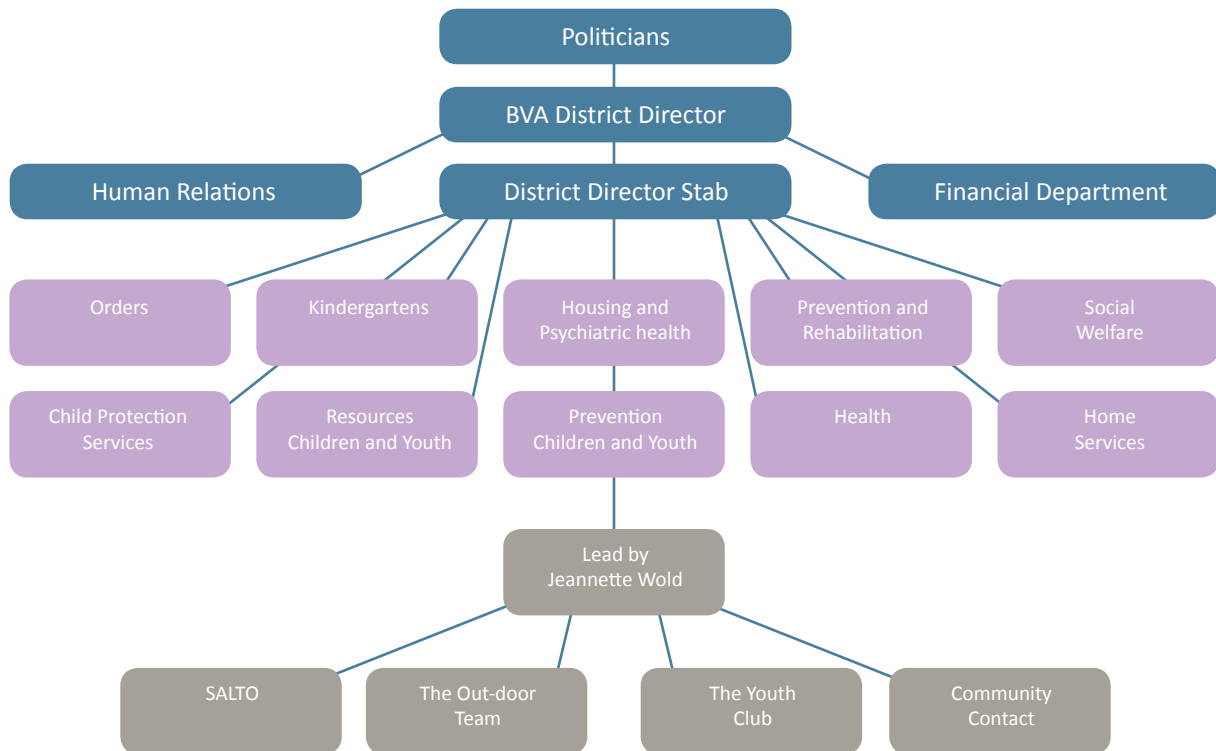 Politicians
BVA District Director
Human Relations
District Director Stab
Financial Department
Orders
Kindergartens
Housing and
Psychiatric health
Prevention and
Rehabilitation
Social
Welfare
Child Protection
Services
Resources
Children and Youth
Prevention
Children and Youth
Health
Home
Services
Lead by
Jeannette Wold
SALTO
The Out-door
Team
The Youth
Club
Community
Contact